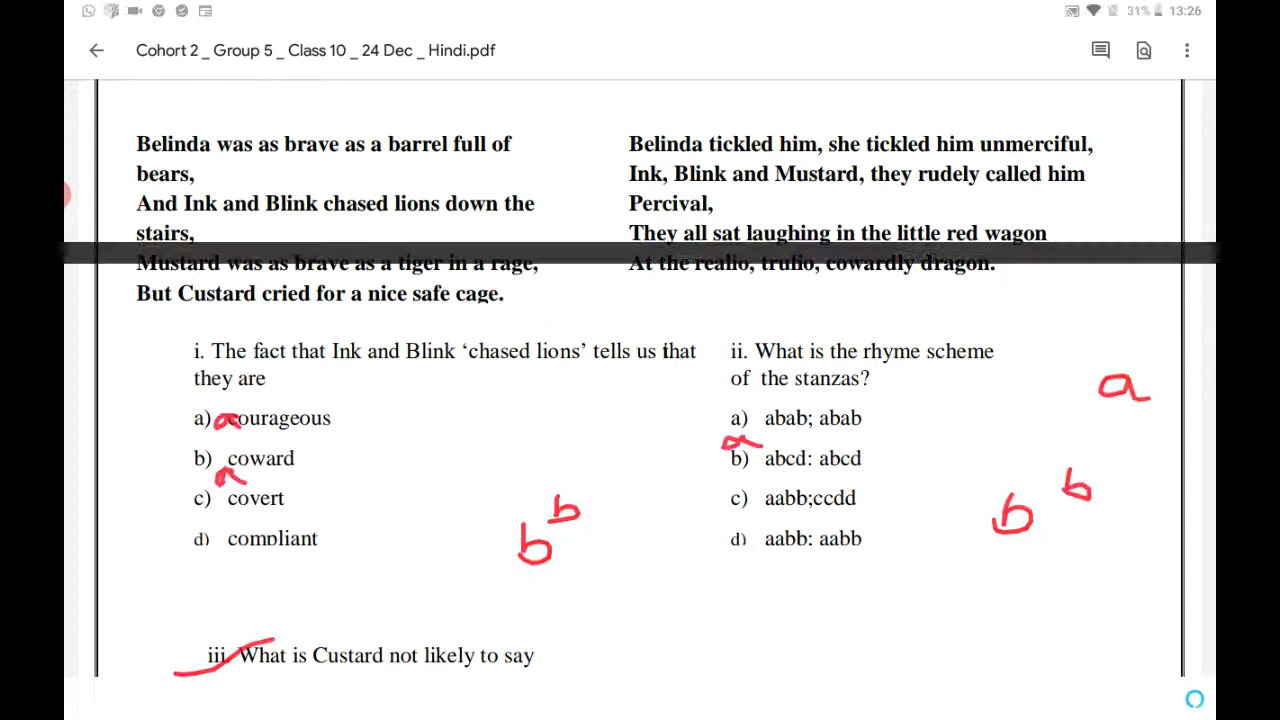 31% 13:26
Cohort 2 _ Group 5 _ Class 10 _ 24 Dec _ Hindi.pdf
Belinda was as brave as a barrel full of
bears,
And Ink and Blink chased lions down the
stairs,
Mustard was as brave as a tiger in a rage,
But Custard cried for a nice safe cage.
Belinda tickled him, she tickled him unmerciful,
Ink, Blink and Mustard, they rudely called him
Percival,
They all sat laughing in the little red wagon
At the realio, trulio, cowardly dragon.
i. The fact that Ink and Blink ‘chased lions’ tells us that
they are
a) courageous
b) coward
c) covert
d) compliant
ii. What is the rhyme scheme
of the stanzas?
a) abab; abab
b) abcd: abcd
c) aabb;ccdd
d) aabb: aabb
a
a
b
b
a
a
b
b
iii. What is Custard not likely to say